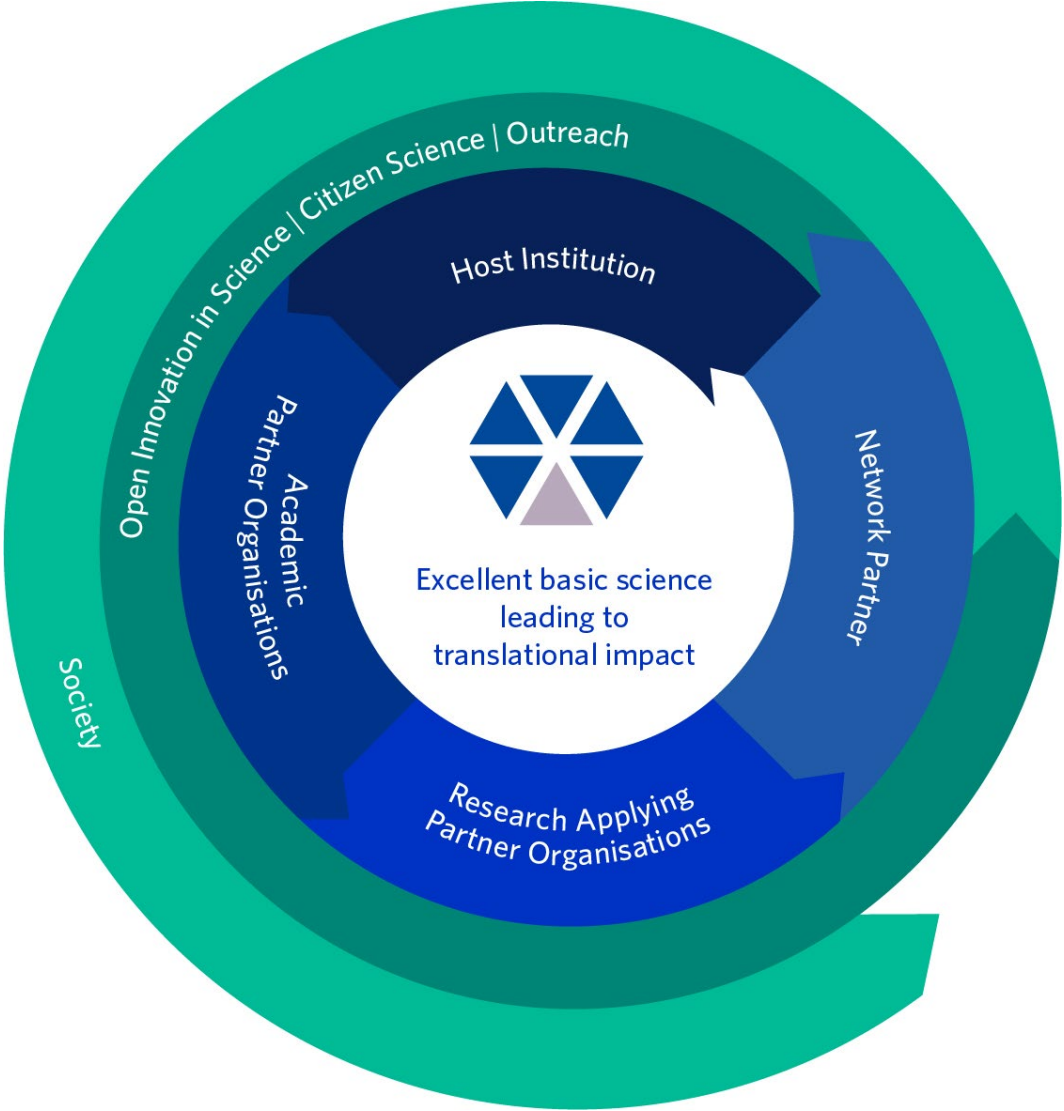 Open Innovation in Science | Citizen Science | Outreach
Host Institution
Network Partner
Academic
Partner Organisations
Excellent basic science
leading to
translational impact
Research Applying
Partner Organisations
Society